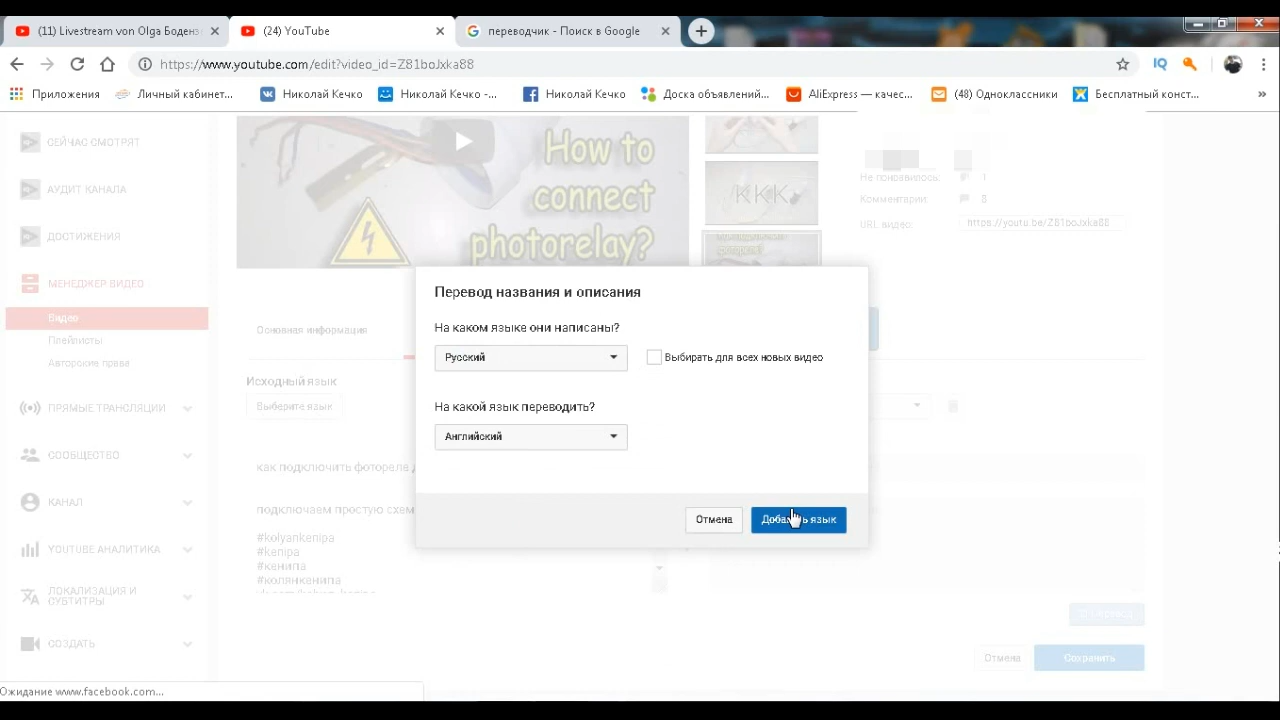 (11) Livestream von Olga Боденз
(24) YouTube
- Поиск в Google
https://www.youtube.com/edit?video_id=Z81boJxka88
IQ
Приложения
Личный кабинет...
Николай Кечко
Николай Кечко -...
Николай Кечко
Доска объявлений...
AliExpress — качес...
(48) Одноклассники
Бесплатный конст...
»
СЕЙЧАС СМОТРЯТ
АУДИТ КАНАЛА
ДОСТИЖЕНИЯ
МЕНЕДЖЕР ВИДЕО
Видео
Плейлисты
Авторские права
ПРЯМЫЕ ТРАНСЛЯЦИИ
СООБЩЕСТВО
КАНАЛ
YOUTUBE АНАЛИТИКА
ЛОКАЛИЗАЦИЯ И
СУБТИТРЫ
СОЗДАТЬ
How to
connect
photorelay?
KKK
Не понравилось: 1
Комментарии: 8
URL видео: https://youtu.be/Z81boJxka88
Основная информация
Исходный язык
Выберите язык
как подключить фотореле д
подключаем простую схем
#kolyankenipa
#kenipa
#кенипа
#колянкенипа
Перевод названия и описания
На каком языке они написаны?
Русский
Выбирать для всех новых видео
На какой язык переводить?
Английский
Отмена
Добавить язык
Отмена
Сохранить
Ожидание www.facebook.com...